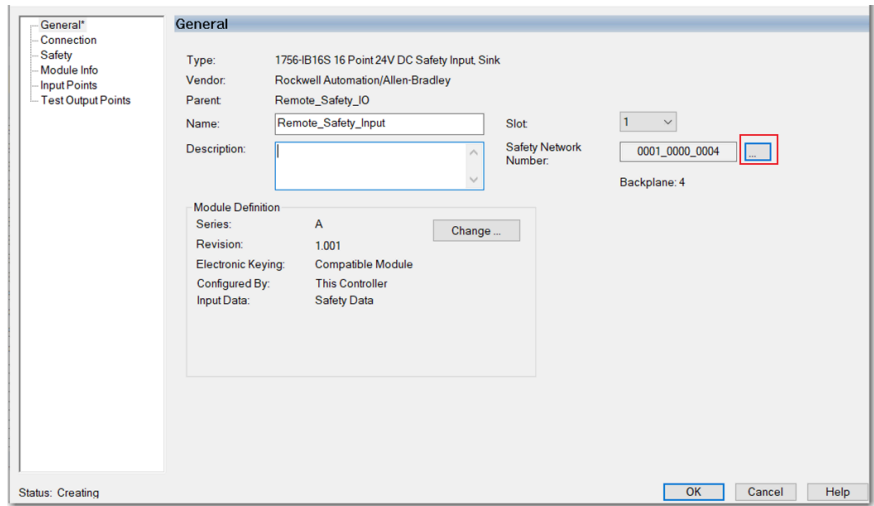 General*
Connection
Safety
Module Info
Input Points
Test Output Points
General
Type: 1756-IB16S 16 Point 24V DC Safety Input, Sink
Vendor: Rockwell Automation/Allen-Bradley
Parent: Remote_Safety_IO
Name: Remote_Safety_Input
Slot: 1
Description:
Safety Network
Number: 0001_0000_0004 ...
Backplane: 4
Module Definition
Series: A
Change ...
Revision: 1.001
Electronic Keying: Compatible Module
Configured By: This Controller
Input Data: Safety Data
Status: Creating
OK Cancel Help